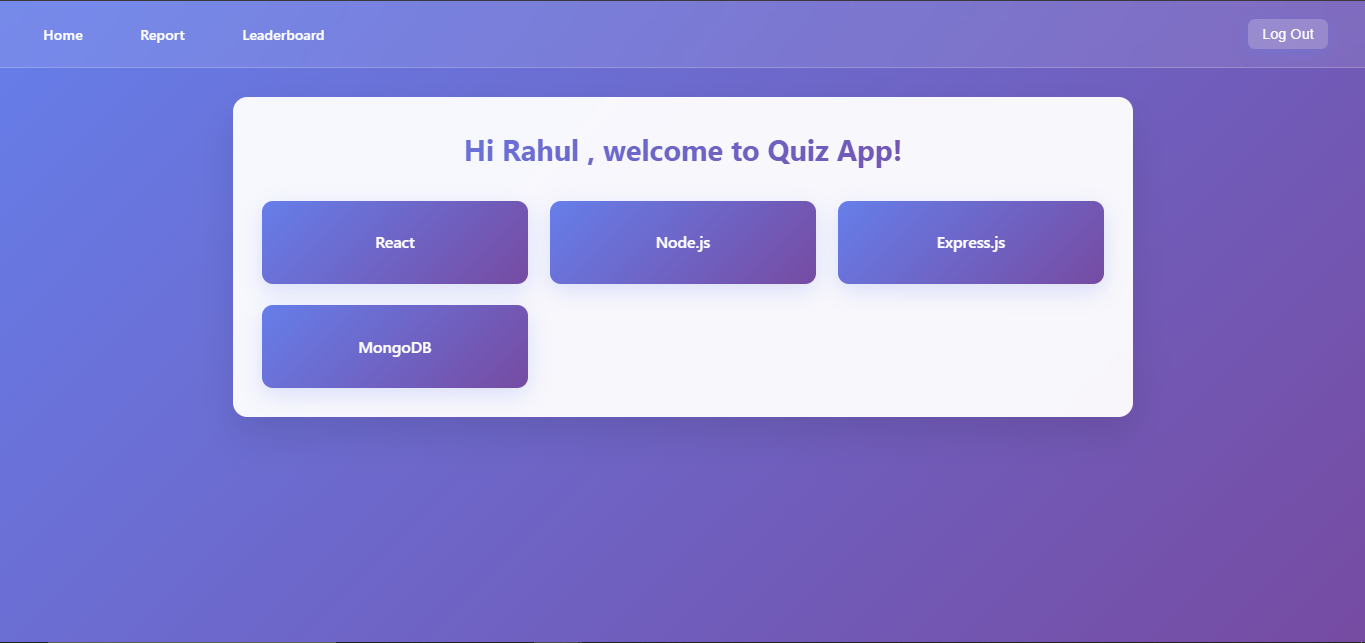 Home Report Leaderboard Log Out
Hi Rahul , welcome to Quiz App!
React Node.js Express.js
MongoDB